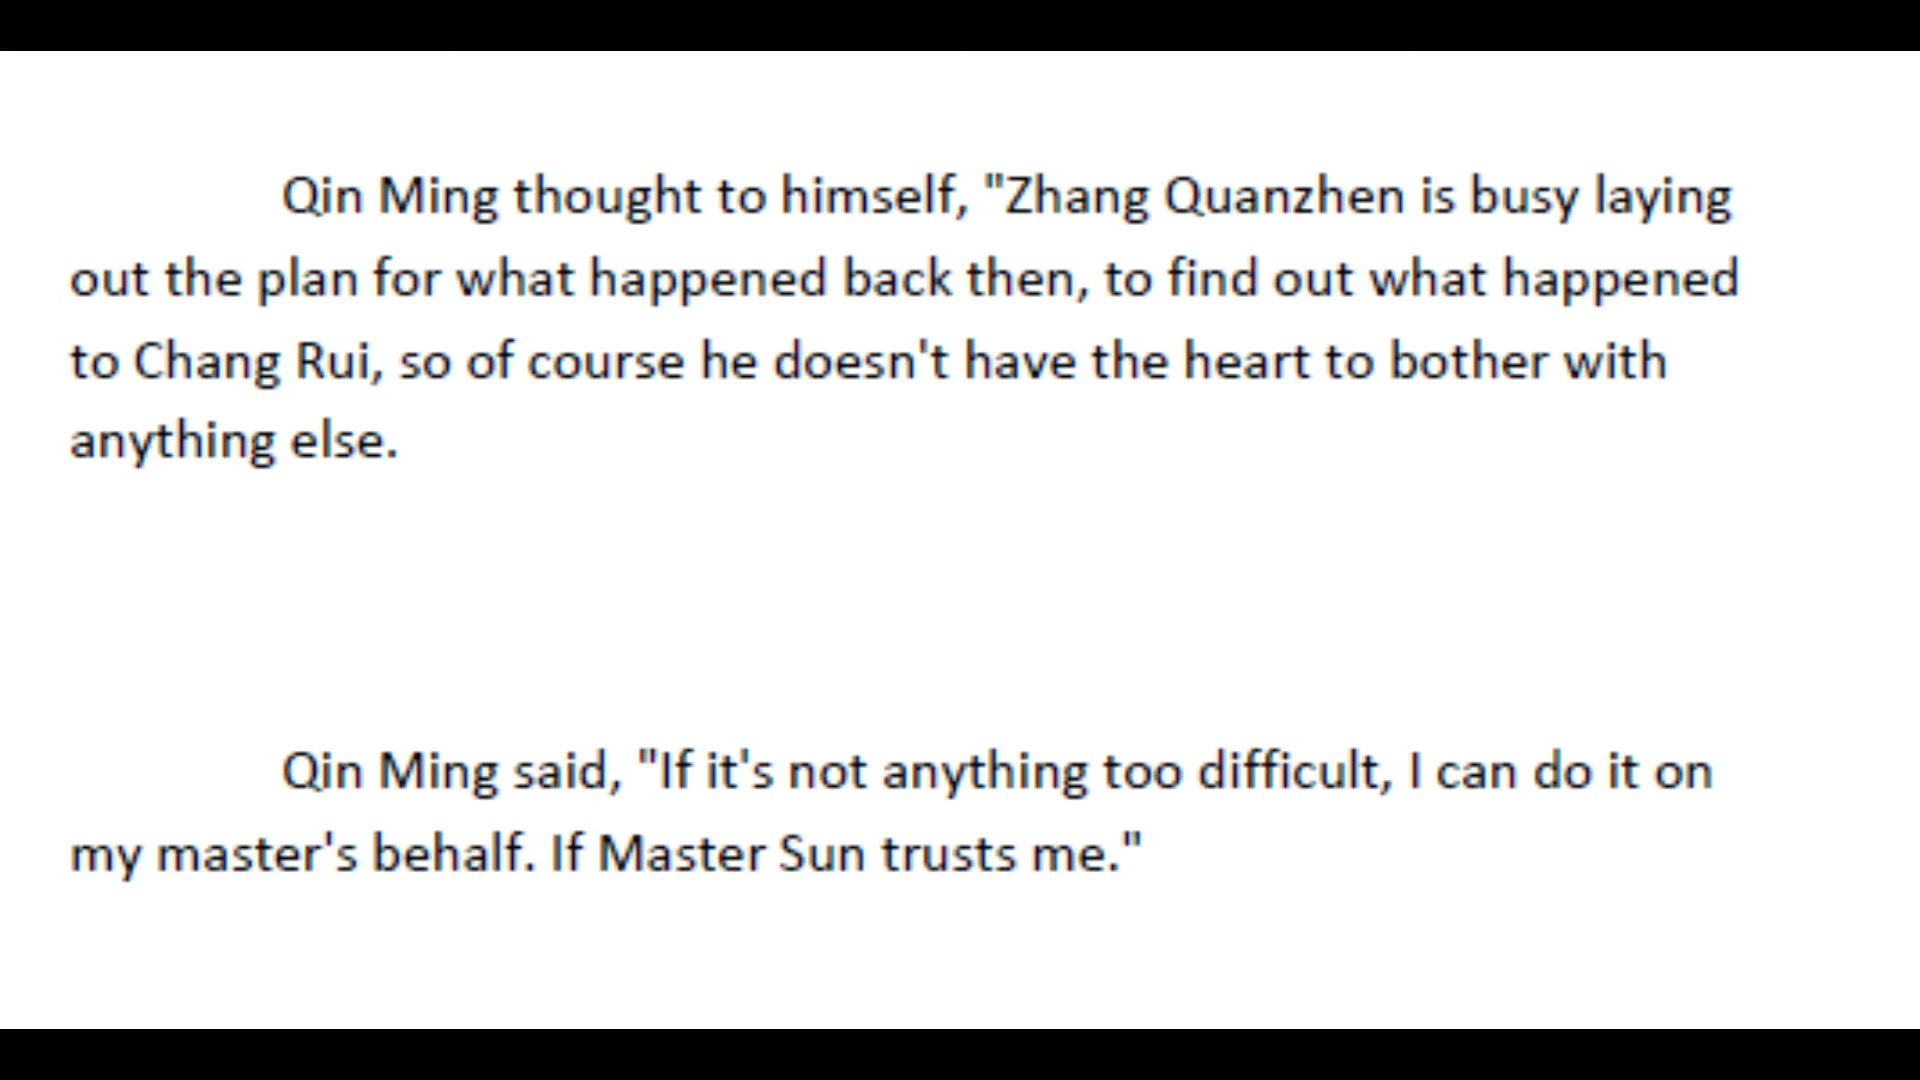 Qin Ming thought to himself, "Zhang Quanzhen is busy laying
out the plan for what happened back then, to find out what happened
to Chang Rui, so of course he doesn't have the heart to bother with
anything else.
Qin Ming said, "If it's not anything too difficult, I can do it on
my master's behalf. If Master Sun trusts me."